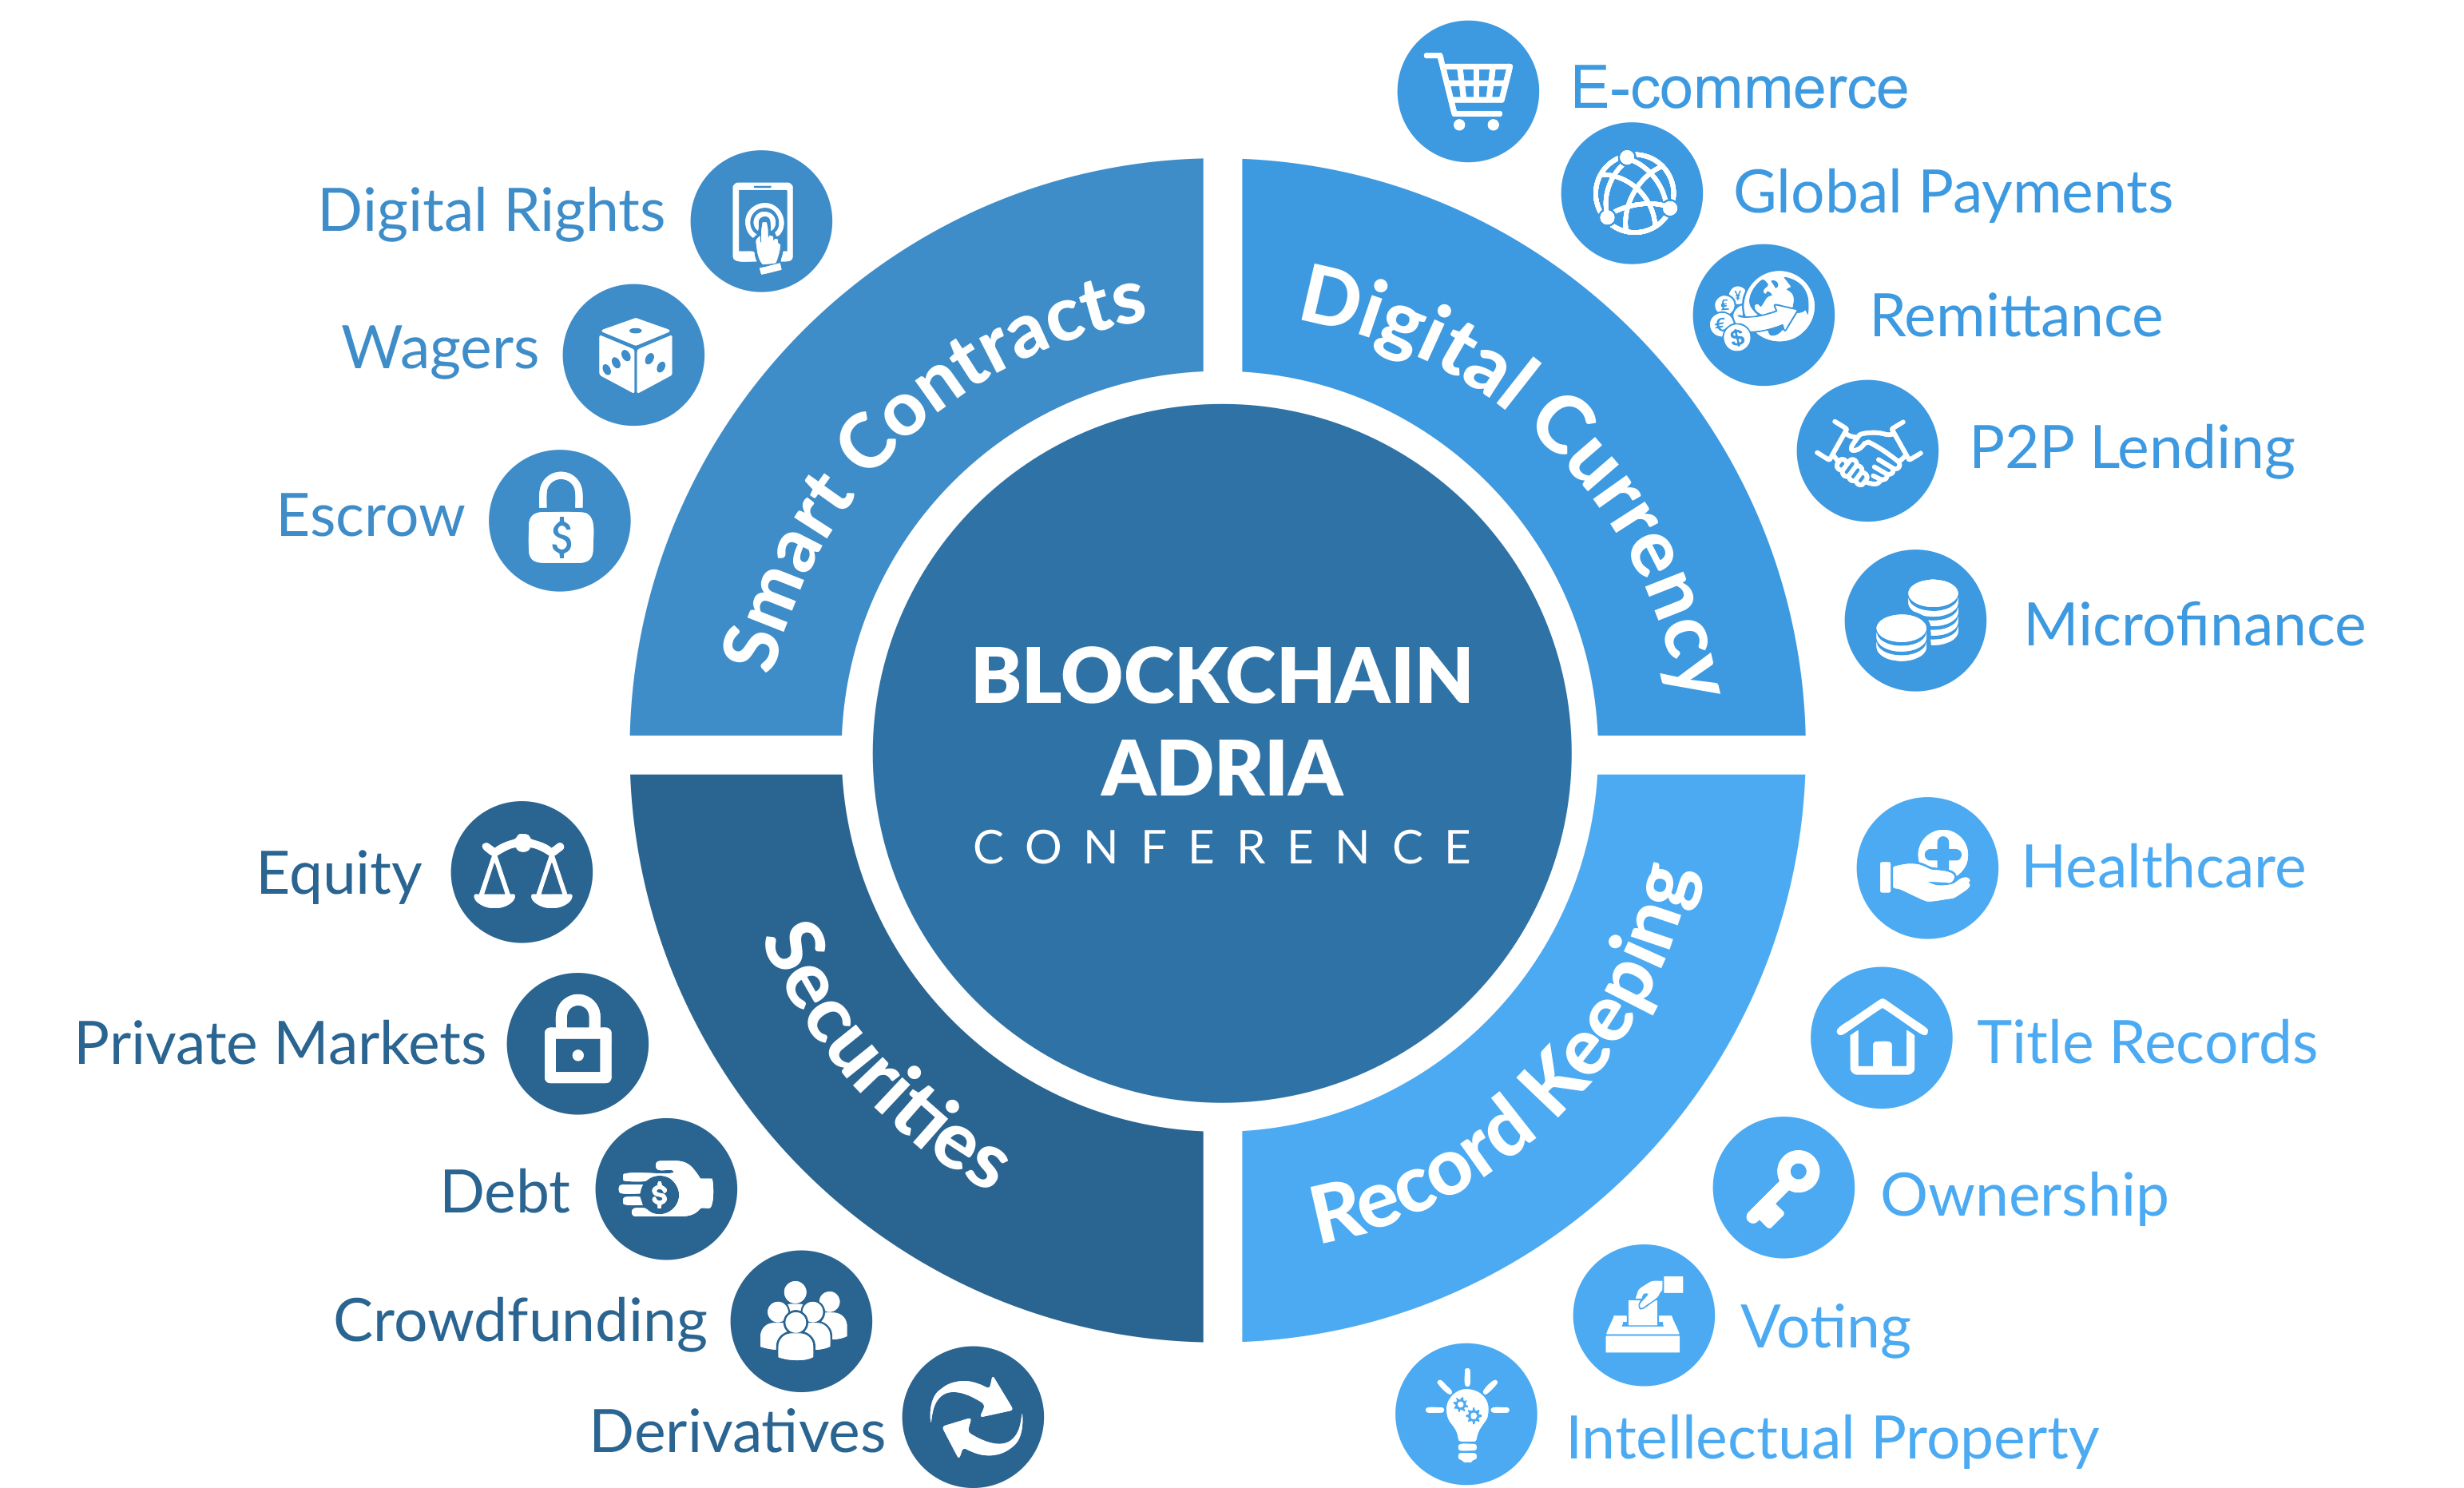 BLOCKCHAIN
ADRIA
CONFERENCE
Smart Contracts
Digital Rights
Wagers
Escrow
Digital Currency
E-commerce
Global Payments
Remittance
P2P Lending
Microfinance
Securities
Equity
Private Markets
Debt
Crowdfunding
Derivatives
Record Keeping
Healthcare
Title Records
Ownership
Voting
Intellectual Property